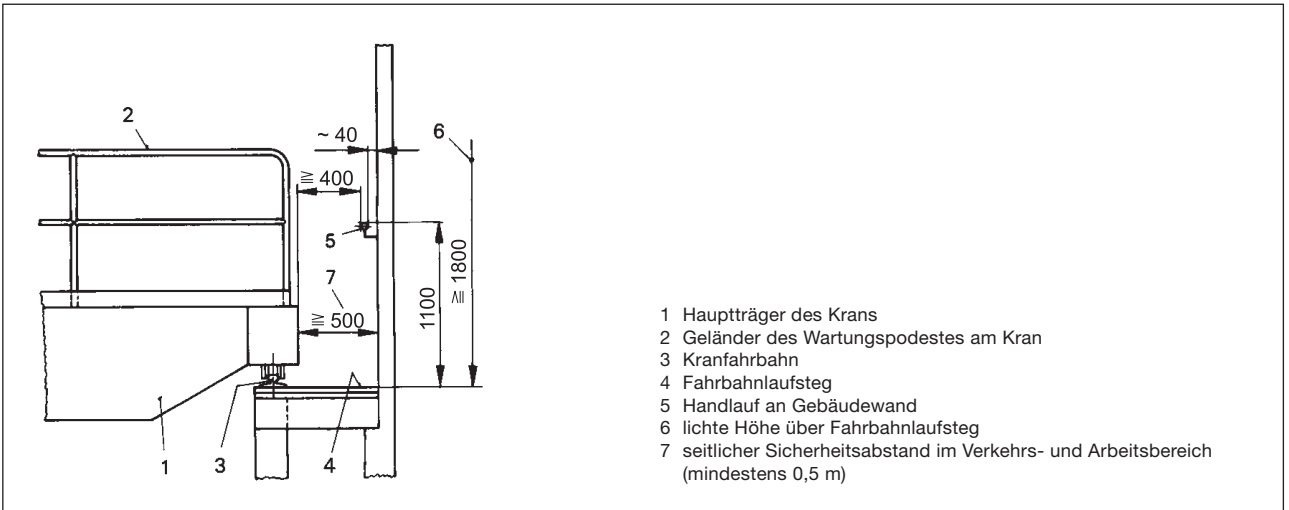 2
~ 40
6
≧ 400
5
7
≧ 500
1100
≧ 1800
1
3
4
1 Hauptträger des Krans
2 Geländer des Wartungspodestes am Kran
3 Kranfahrbahn
4 Fahrbahnlaufsteg
5 Handlauf an Gebäudewand
6 lichte Höhe über Fahrbahnlaufsteg
7 seitlicher Sicherheitsabstand im Verkehrs- und Arbeitsbereich
(mindestens 0,5 m)